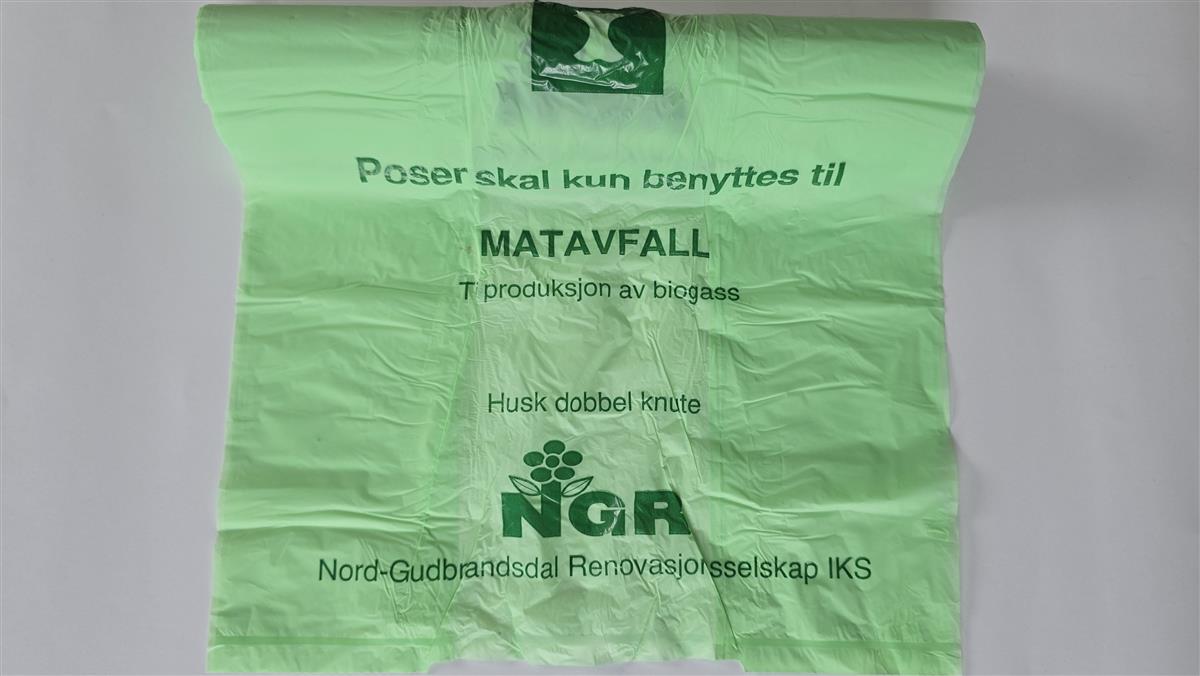 Poser skal kun benyttes til
MATAVFALL
Til produksjon av biogass
Husk dobbel knute
NGR
Nord-Gudbrandsdal Renovasjonsselskap IKS